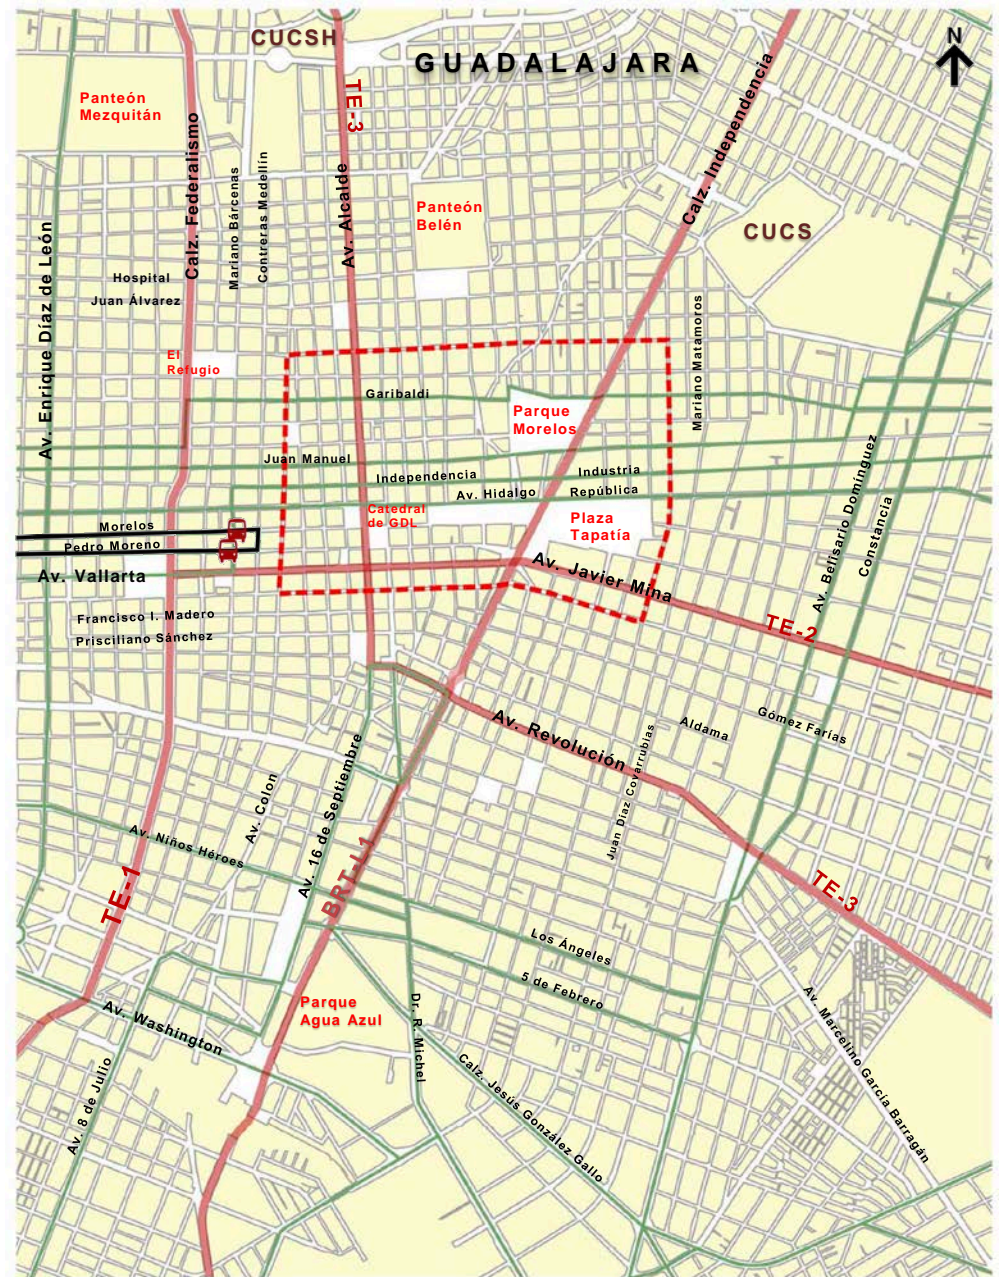 CUCSH
GUADALAJARA
N
Panteón
Mezquitán
TE-3
Calz. Independencia
Calz. Federalismo
Mariano Bárcenas
Contreras Medellín
Av. Alcalde
Panteón
Belén
CUCS
Av. Enrique Díaz de León
Hospital
Juan Álvarez
Mariano Matamoros
El
Refugio
Garibaldi
Parque
Morelos
Juan Manuel
Independencia
Industria
Av. Hidalgo
República
Catedral
de GDL
Plaza
Tapatía
Av. Belisario Domínguez
Constancia
Morelos
Pedro Moreno
Av. Vallarta
Av. Javier Mina
Francisco I. Madero
Prisciliano Sánchez
TE-2
Av. Revolución
Aldama
Gómez Farías
Juan Díaz Covarrubias
Av. Colon
Av. 16 de Septiembre
Av. Niños Héroes
BRT-L1
TE-1
TE-3
Los Ángeles
5 de Febrero
Parque
Agua Azul
Av. Washington
Dr. R. Michel
Av. Marcelino García Barragán
Av. 8 de Julio
Calz. Jesús González Gallo